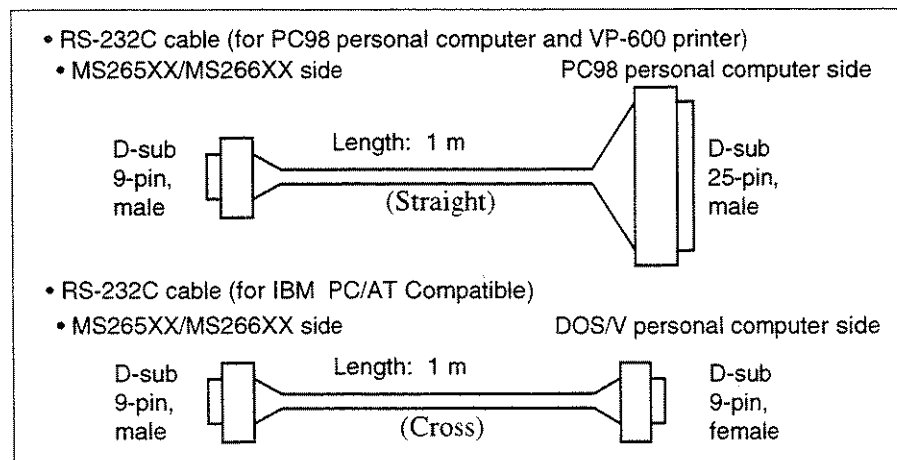 • RS-232C cable (for PC98 personal computer and VP-600 printer)
• MS265XX/MS266XX side
PC98 personal computer side
D-sub
9-pin,
male
Length: 1 m
(Straight)
D-sub
25-pin,
male
• RS-232C cable (for IBM PC/AT Compatible)
• MS265XX/MS266XX side
DOS/V personal computer side
D-sub
9-pin,
male
Length: 1 m
(Cross)
D-sub
9-pin,
female